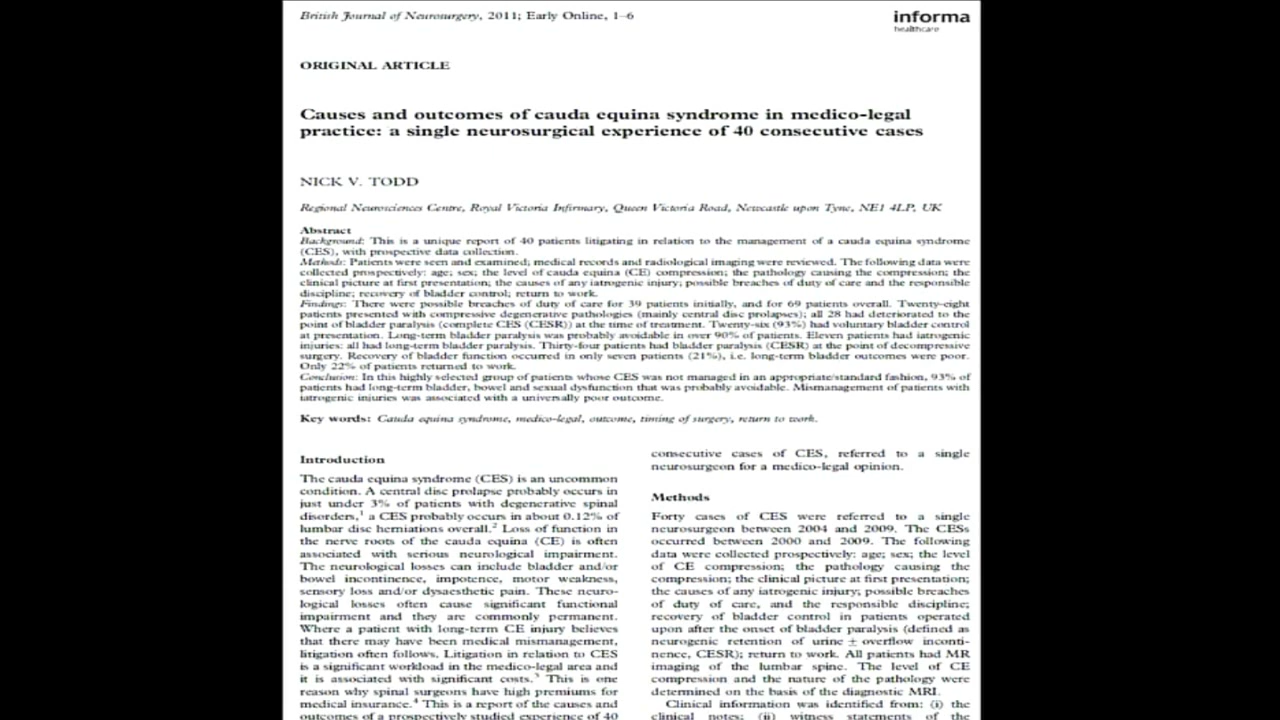 British Journal of Neurosurgery, 2011; Early Online, 1–6
informa
healthcare
ORIGINAL ARTICLE
Causes and outcomes of cauda equina syndrome in medico-legal
practice: a single neurosurgical experience of 40 consecutive cases
NICK V. TODD
Regional Neurosciences Centre, Royal Victoria Infirmary, Queen Victoria Road, Newcastle upon Tyne, NE1 4LP, UK
Abstract
Background: This is a unique report of 40 patients litigating in relation to the management of a cauda equina syndrome
(CES), with prospective data collection.
Methods: Patients were seen and examined; medical records and radiological imaging were reviewed. The following data were
collected prospectively: age; sex; the level of cauda equina (CE) compression; the pathology causing the compression; the
clinical picture at first presentation; the causes of any iatrogenic injury; possible breaches of duty of care and the responsible
discipline; recovery of bladder control; return to work.
Findings: There were possible breaches of duty of care for 39 patients initially, and for 69 patients overall. Twenty-eight
patients presented with compressive degenerative pathologies (mainly central disc prolapses); all 28 had deteriorated to the
point of bladder paralysis (complete CES (CESR)) at the time of treatment. Twenty-six (93%) had voluntary bladder control
at presentation. Long-term bladder paralysis was probably avoidable in over 90% of patients. Eleven patients had iatrogenic
injuries: all had long-term bladder paralysis. Thirty-four patients had bladder paralysis (CESR) at the point of decompressive
surgery. Recovery of bladder function occurred in only seven patients (21%), i.e. long-term bladder outcomes were poor.
Only 22% of patients returned to work.
Conclusion: In this highly selected group of patients whose CES was not managed in an appropriate/standard fashion, 93% of
patients had long-term bladder, bowel and sexual dysfunction that was probably avoidable. Mismanagement of patients with
iatrogenic injuries was associated with a universally poor outcome.
Key words: Cauda equina syndrome, medico-legal, outcome, timing of surgery, return to work.
Introduction
The cauda equina syndrome (CES) is an uncommon
condition. A central disc prolapse probably occurs in
just under 3% of patients with degenerative spinal
disorders,1 a CES probably occurs in about 0.12% of
lumbar disc herniations overall.2 Loss of function in
the nerve roots of the cauda equina (CE) is often
associated with serious neurological impairment.
The neurological losses can include bladder and/or
bowel incontinence, impotence, motor weakness,
sensory loss and/or dysaesthetic pain. These neuro-
logical losses often cause significant functional
impairment and they are commonly permanent.
Where a patient with long-term CE injury believes
that there may have been medical mismanagement,
litigation often follows. Litigation in relation to CES
is a significant workload in the medico-legal area and
it is associated with significant costs.3 This is one
reason why spinal surgeons have high premiums for
medical insurance.4 This is a report of the causes and
outcomes of a prospectively studied experience of 40
consecutive cases of CES, referred to a single
neurosurgeon for a medico-legal opinion.
Methods
Forty cases of CES were referred to a single
neurosurgeon between 2004 and 2009. The CESs
occurred between 2000 and 2009. The following
data were collected prospectively: age; sex; the level
of CE compression; the pathology causing the
compression; the clinical picture at first presentation;
the causes of any iatrogenic injury; possible breaches
of duty of care, and the responsible discipline;
recovery of bladder control in patients operated
upon after the onset of bladder paralysis (defined as
neurogenic retention of urine ± overflow inconti-
nence, CESR); return to work. All patients had MR
imaging of the lumbar spine. The level of CE
compression and the nature of the pathology were
determined on the basis of the diagnostic MRI.
Clinical information was identified from: (i) the
clinical notes; (ii) witness statements of the